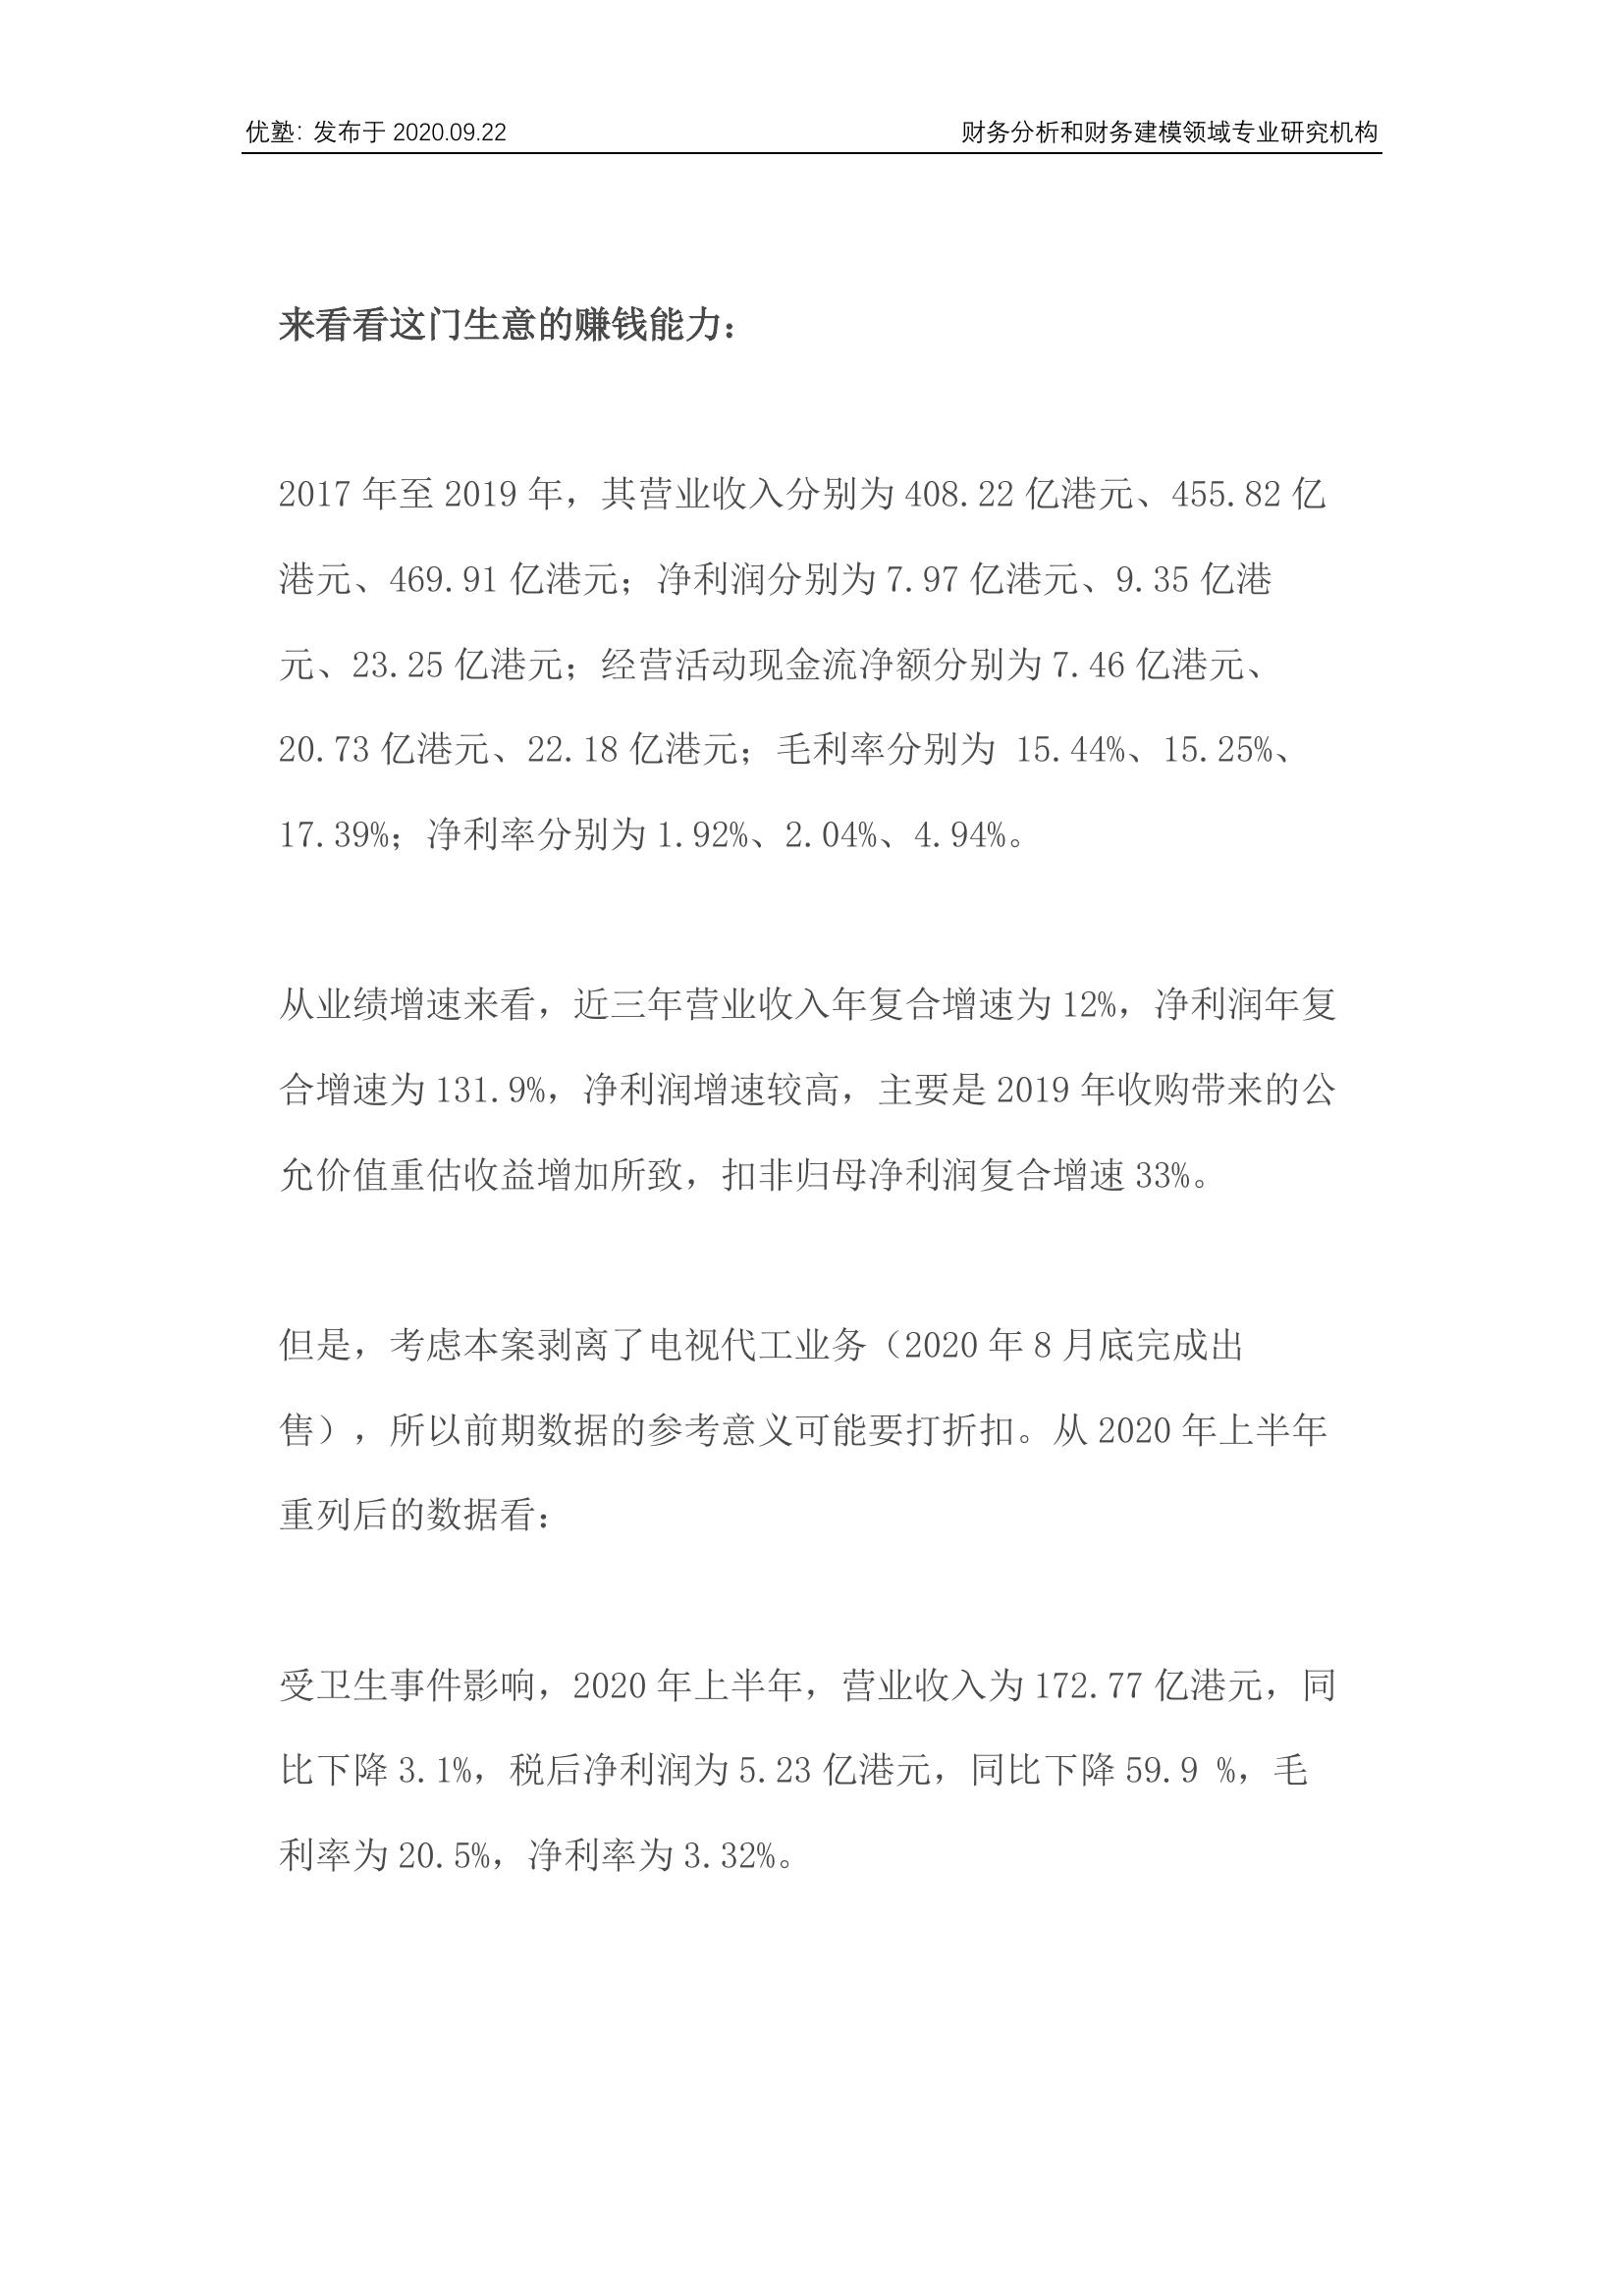 优塾：发布于 2020.09.22 财务分析和财务建模领域专业研究机构
来看看这门生意的赚钱能力：
2017 年至 2019 年，其营业收入分别为 408.22 亿港元、455.82 亿
港元、469.91 亿港元；净利润分别为 7.97 亿港元、9.35 亿港
元、23.25 亿港元；经营活动现金流净额分别为 7.46 亿港元、
20.73 亿港元、22.18 亿港元；毛利率分别为 15.44%、15.25%、
17.39%；净利率分别为 1.92%、2.04%、4.94%。
从业绩增速来看，近三年营业收入年复合增速为 12%，净利润年复
合增速为 131.9%，净利润增速较高，主要是 2019 年收购带来的公
允价值重估收益增加所致，扣非归母净利润复合增速 33%。
但是，考虑本案剥离了电视代工业务（2020 年 8 月底完成出
售），所以前期数据的参考意义可能要打折扣。从 2020 年上半年
重列后的数据看：
受卫生事件影响，2020 年上半年，营业收入为 172.77 亿港元，同
比下降 3.1%，税后净利润为 5.23 亿港元，同比下降 59.9 %，毛
利率为 20.5%，净利率为 3.32%。